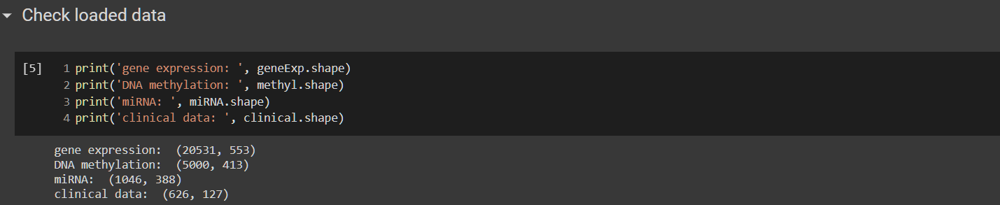 Check loaded data
[5] 1 print('gene expression: ', geneExp.shape)
2 print('DNA methylation: ', methyl.shape)
3 print('miRNA: ', miRNA.shape)
4 print('clinical data: ', clinical.shape)
gene expression:  (20531, 553)
DNA methylation:  (5000, 413)
miRNA:  (1046, 388)
clinical data:  (626, 127)